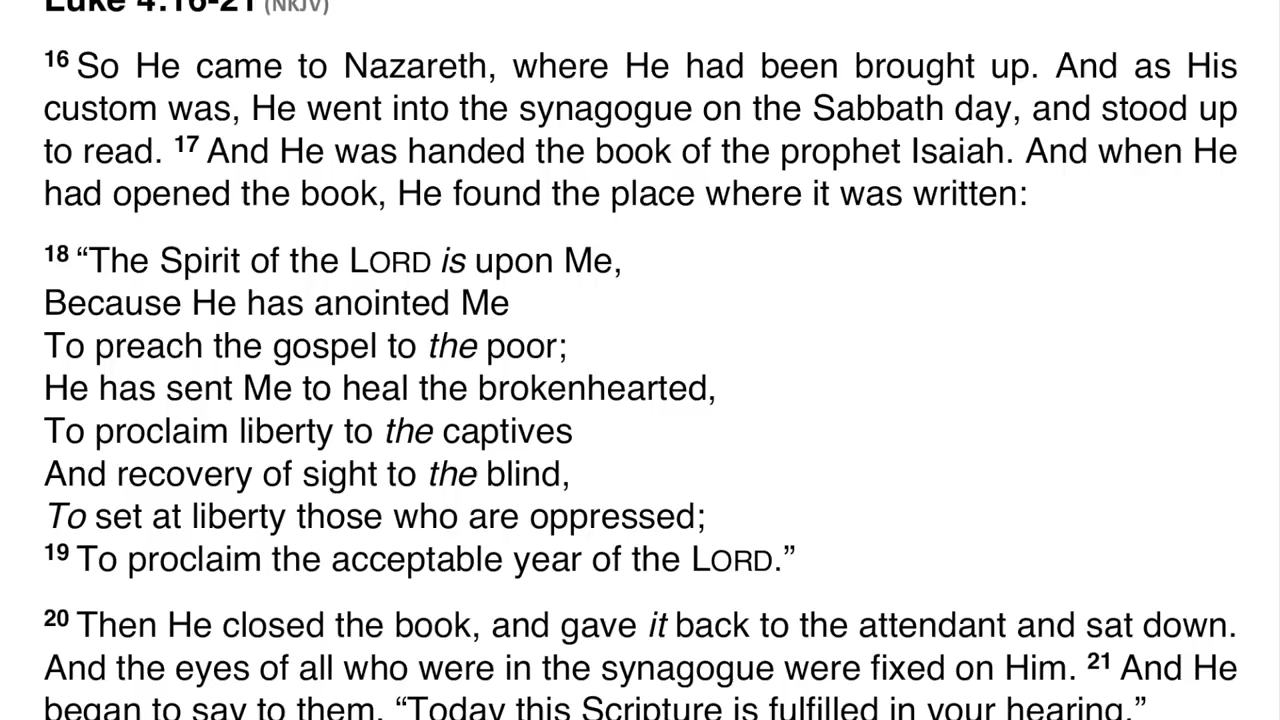 Luke 4:16-21 (NKJV)
16 So He came to Nazareth, where He had been brought up. And as His
custom was, He went into the synagogue on the Sabbath day, and stood up
to read. 17 And He was handed the book of the prophet Isaiah. And when He
had opened the book, He found the place where it was written:
18 “The Spirit of the LORD is upon Me,
Because He has anointed Me
To preach the gospel to the poor;
He has sent Me to heal the brokenhearted,
To proclaim liberty to the captives
And recovery of sight to the blind,
To set at liberty those who are oppressed;
19 To proclaim the acceptable year of the LORD.”
20 Then He closed the book, and gave it back to the attendant and sat down.
And the eyes of all who were in the synagogue were fixed on Him. 21 And He
began to say to them, “Today this Scripture is fulfilled in your hearing.”